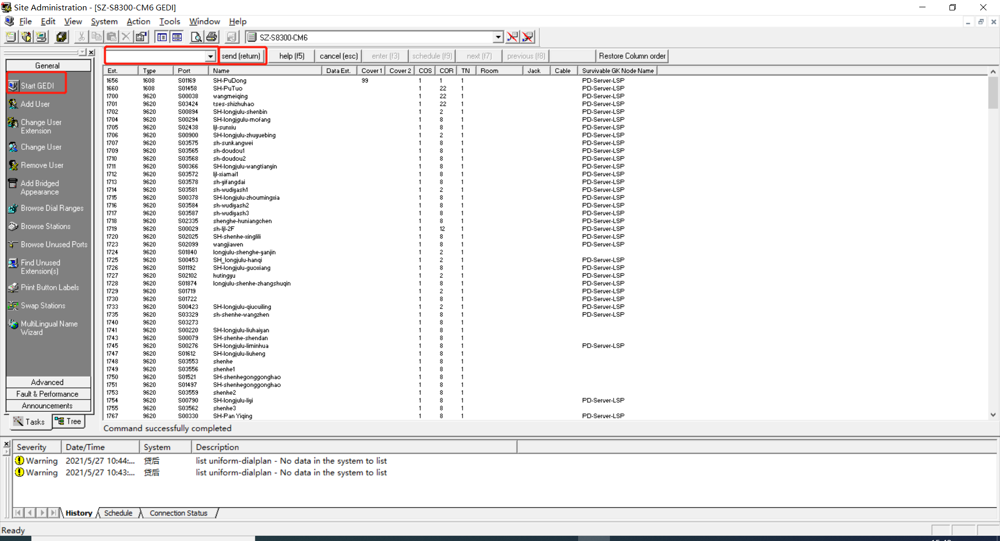 Site Administration - [SZ-S8300-CM6 GEDI]
File Edit View System Action Tools Window Help
SZ-S8300-CM6
send (return) help (f5) cancel (esc) enter (f3) schedule (f9) next (f7) previous (f8) Restore Column order
General
Start GEDI
Add User
Change User
Extension
Change User
Remove User
Add Bridged
Appearance
Browse Dial Ranges
Browse Stations
Browse Unused Ports
Find Unused
Extension(s)
Print Button Labels
Swap Stations
MultiLingual Name
Wizard
Advanced
Fault & Performance
Announcements
Tasks Tree
Ext. Type Port Name Data Ext. Cover 1 Cover 2 COS COR TN Room Jack Cable Survivable GK Node Name
1656 1608 S01169 SH-PuDong 99 1 1 1 PD-Server-LSP
1660 1608 S01458 SH-PuTuo 1 22 1 PD-Server-LSP
1700 9620 S00038 wangmeiqing 1 22 1 PD-Server-LSP
1701 9620 S03424 tses-shizhuhao 1 22 1 PD-Server-LSP
1702 9620 S00894 SH-longjulu-shenbin 1 2 1 PD-Server-LSP
1704 9620 S00294 SH-longjgulu-mofang 1 8 1 PD-Server-LSP
1705 9620 S02438 ljl-sunxiu 1 8 1 PD-Server-LSP
1706 9620 S00900 SH-longjulu-zhuyuebing 1 2 1 PD-Server-LSP
1707 9620 S03575 sh-sunkangwei 1 8 1 PD-Server-LSP
1709 9620 S03565 sh-doudou1 1 8 1 PD-Server-LSP
1710 9620 S03568 sh-doudou2 1 8 1 PD-Server-LSP
1711 9620 S00366 SH-longjulu-wangtianyin 1 8 1 PD-Server-LSP
1712 9620 S03572 ljl-xiamai1 1 8 1 PD-Server-LSP
1713 9620 S03578 sh-yifangdai 1 8 1 PD-Server-LSP
1714 9620 S03581 sh-wudiyash1 1 2 1 PD-Server-LSP
1715 9620 S00378 SH-longjulu-zhoumingxia 1 8 1 PD-Server-LSP
1716 9620 S03584 sh-wudiyash2 1 8 1 PD-Server-LSP
1717 9620 S03587 sh-wudiyash3 1 8 1 PD-Server-LSP
1718 9620 S02335 shenghe-huniangchen 1 8 1 PD-Server-LSP
1719 9620 S00029 sh-ljl-2F 1 12 1 PD-Server-LSP
1720 9620 S02025 SH-shenhe-xinglili 1 8 1 PD-Server-LSP
1723 9620 S02099 wangjiawen 1 8 1 PD-Server-LSP
1724 9620 S01840 longjulu-shenghe-yanjin 1 2 1
1725 9620 S00453 SH_longjulu-hanqi 1 2 1 PD-Server-LSP
1726 9620 S01192 SH-longjulu-guoxiang 1 8 1 PD-Server-LSP
1727 9620 S02102 hutingyu 1 2 1 PD-Server-LSP
1728 9620 S01874 longjulu-shenhe-zhangshuqin 1 8 1 PD-Server-LSP
1729 9620 S01719 1 2 1 PD-Server-LSP
1730 9620 S01722 1 8 1 PD-Server-LSP
1733 9620 S00423 SH-longjulu-qiucuiling 1 2 1 PD-Server-LSP
1735 9620 S03329 sh-shenhe-wangzhen 1 8 1 PD-Server-LSP
1740 9620 S03273 1 8 1
1741 9620 S00220 SH-longjulu-liuhaiyan 1 8 1
1743 9620 S00079 SH-shenhe-shendan 1 8 1
1745 9620 S00276 SH-longjulu-liminhua 1 8 1 PD-Server-LSP
1747 9620 S01612 SH-longjulu-liuheng 1 8 1
1748 9620 S03553 shenhe 1 8 1
1749 9620 S03556 shenhe1 1 8 1
1750 9620 S01521 SH-shenhegonggonghao 1 8 1
1751 9620 S01497 SH-shenhegonggonghao 1 8 1
1753 9620 S03559 shenhe2 1 8 1
1754 9620 S00790 SH-longjulu-liyi 1 8 1 PD-Server-LSP
1755 9620 S03562 shenhe3 1 8 1
1767 9620 S00330 SH-Pan Yiqing 1 8 1 PD-Server-LSP
Command successfully completed
Severity Date/Time System Description
Warning 2021/5/27 10:44:... 贷后 list uniform-dialplan - No data in the system to list
Warning 2021/5/27 10:43:... 贷后 list uniform-dialplan - No data in the system to list
History Schedule Connection Status
Ready